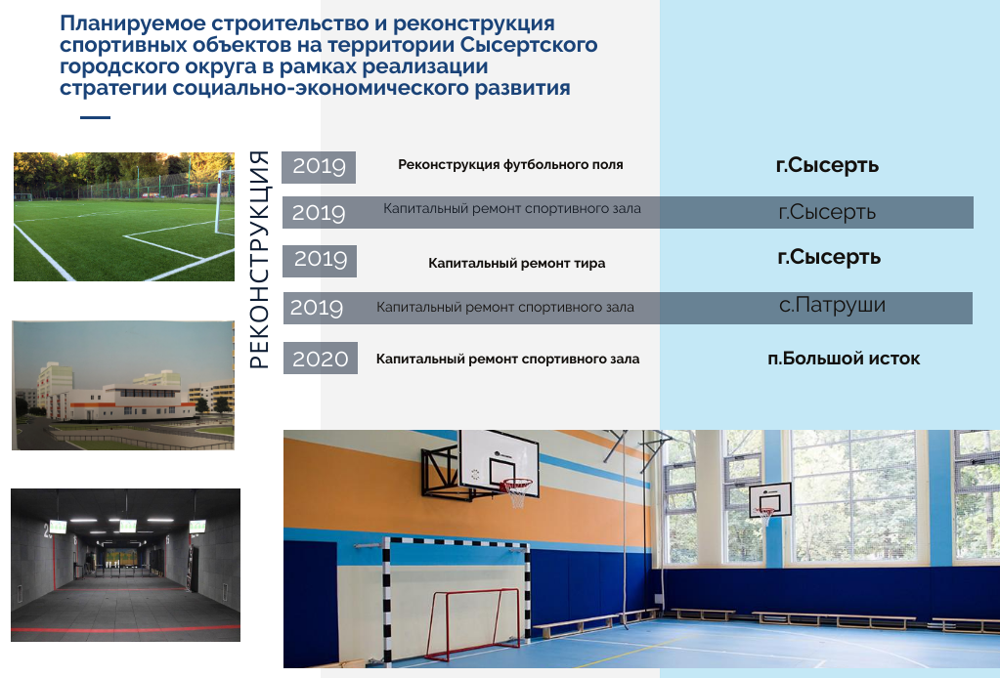 Планируемое строительство и реконструкция
спортивных объектов на территории Сысертского
городского округа в рамках реализации
стратегии социально-экономического развития
РЕКОНСТРУКЦИЯ
2019 Реконструкция футбольного поля г.Сысерть
2019 Капитальный ремонт спортивного зала г.Сысерть
2019 Капитальный ремонт тира г.Сысерть
2019 Капитальный ремонт спортивного зала с.Патруши
2020 Капитальный ремонт спортивного зала п.Большой исток